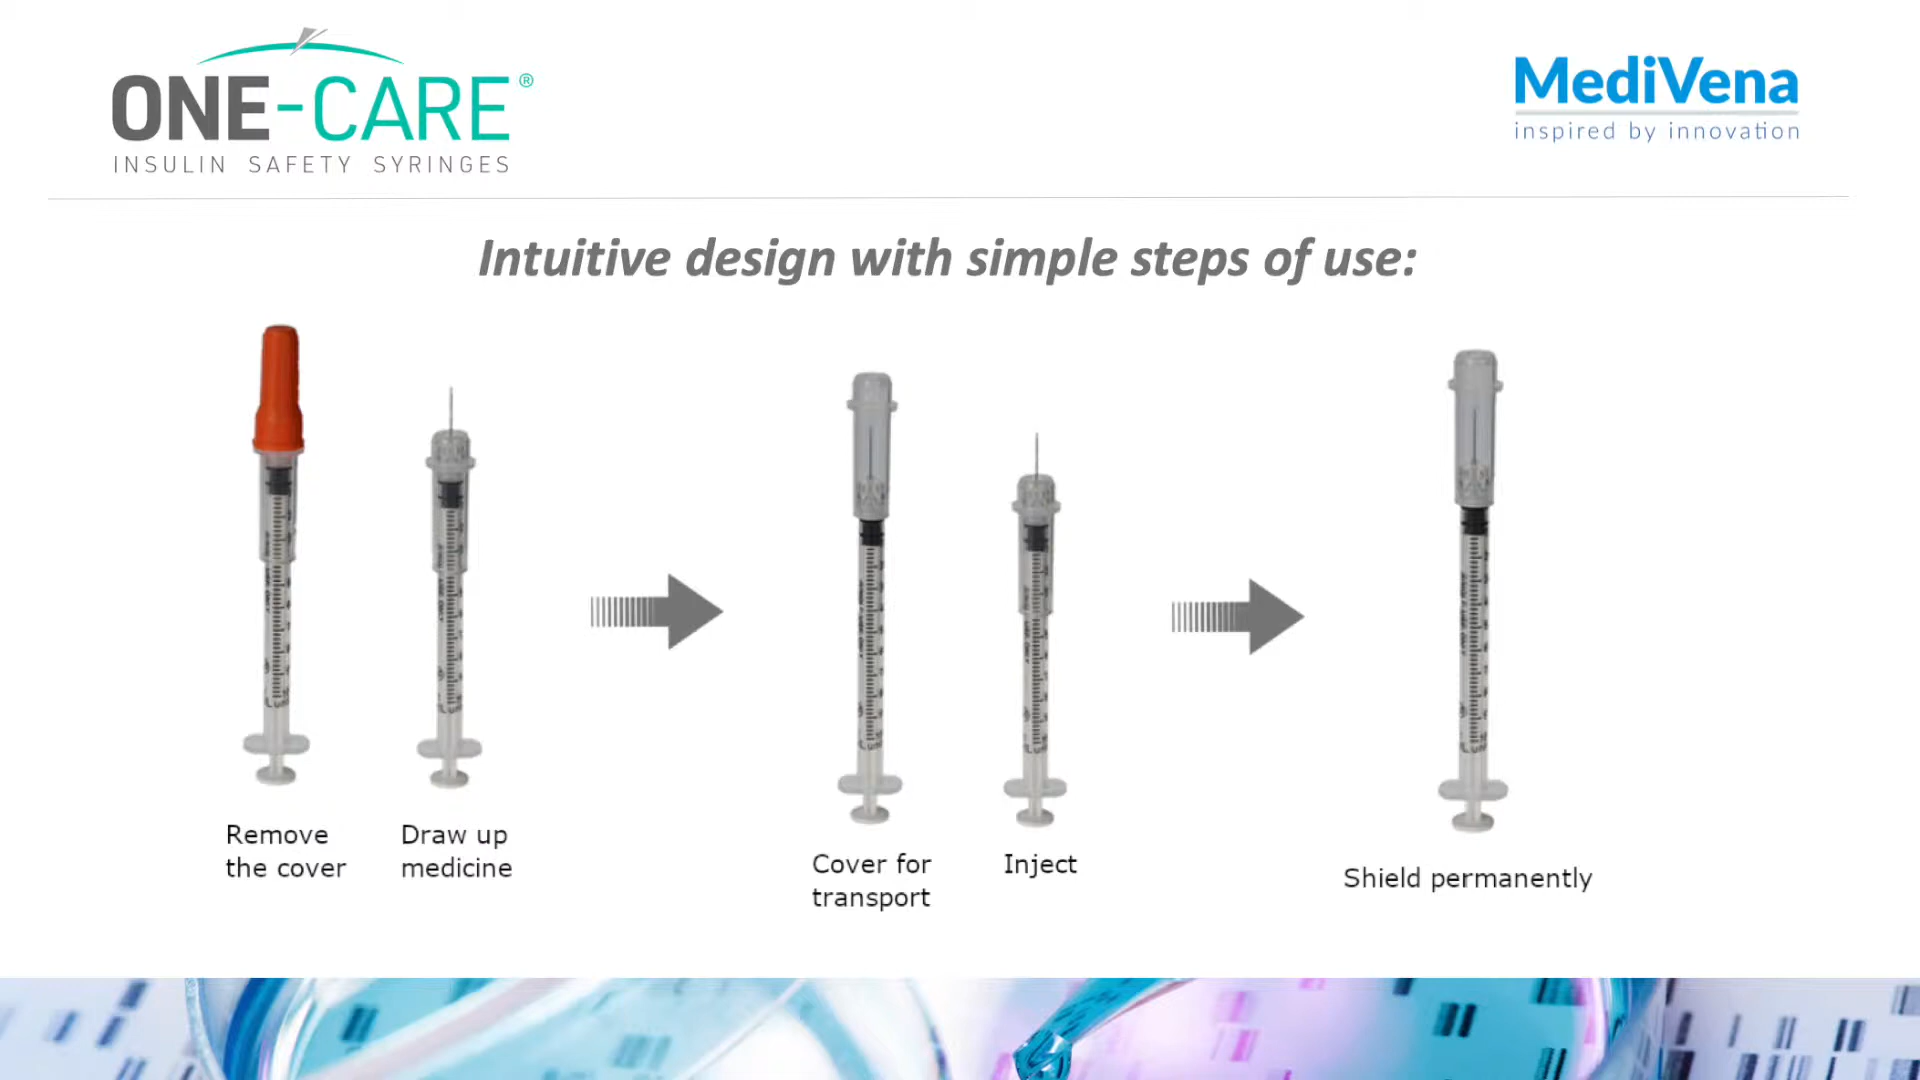 ONE-CARE®
INSULIN SAFETY SYRINGES
MediVena
inspired by innovation
Intuitive design with simple steps of use:
Remove
the cover
Draw up
medicine
Cover for
transport
Inject
Shield permanently